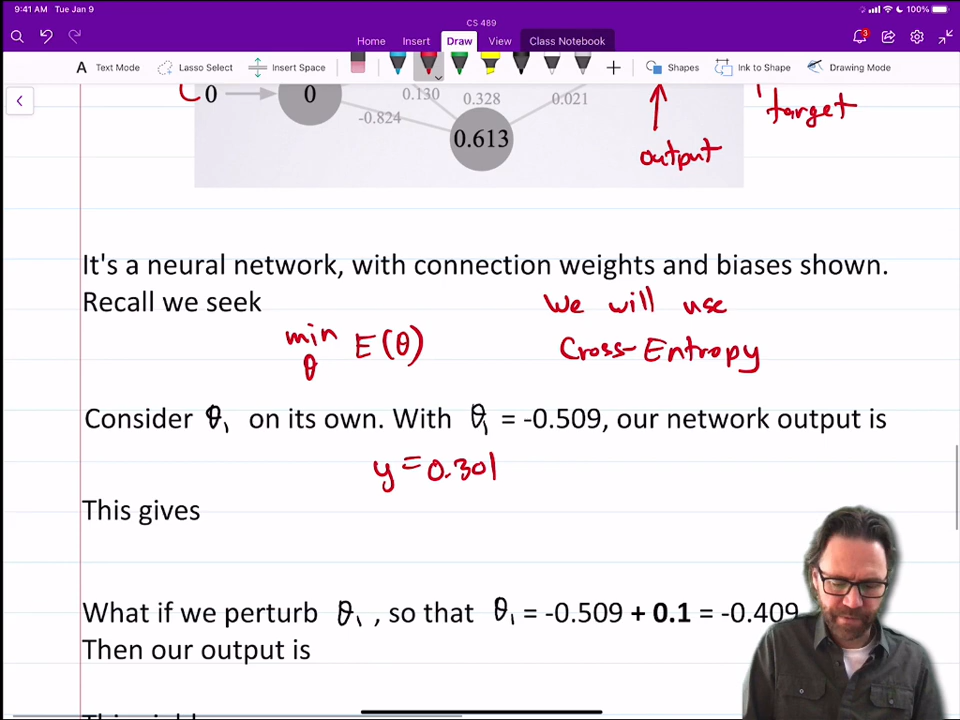 9:41 AM Tue Jan 9
100%
CS 489
Home Insert Draw View Class Notebook
3
Text Mode Lasso Select Insert Space Shapes Ink to Shape Drawing Mode
0 0 0.130 0.328 0.021 target
-0.824
0.613 output
It's a neural network, with connection weights and biases shown.
Recall we seek We will use
min E(θ) Cross-Entropy
θ
Consider θ₁ on its own. With θ₁ = -0.509, our network output is
y = 0.301
This gives
What if we perturb θ₁, so that θ₁ = -0.509 + 0.1 = -0.409
Then our output is